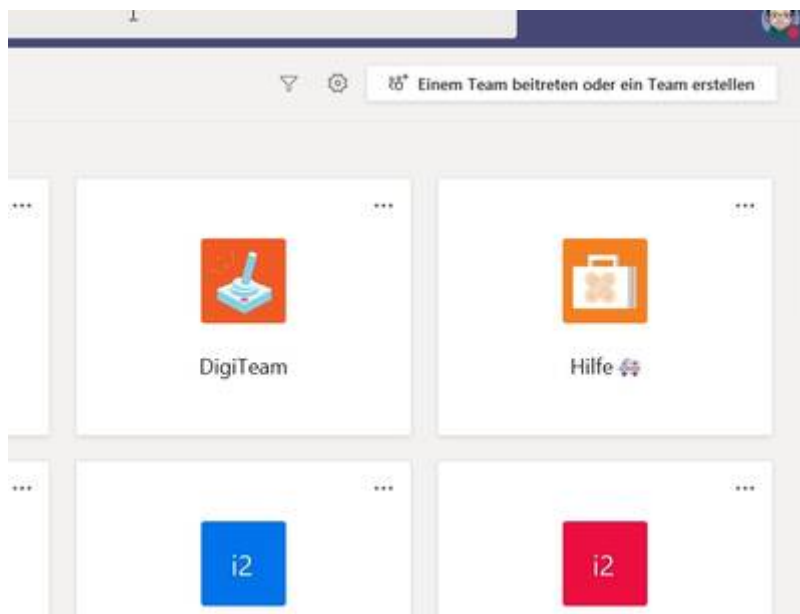 Einem Team beitreten oder ein Team erstellen
DigiTeam
Hilfe
i2
i2